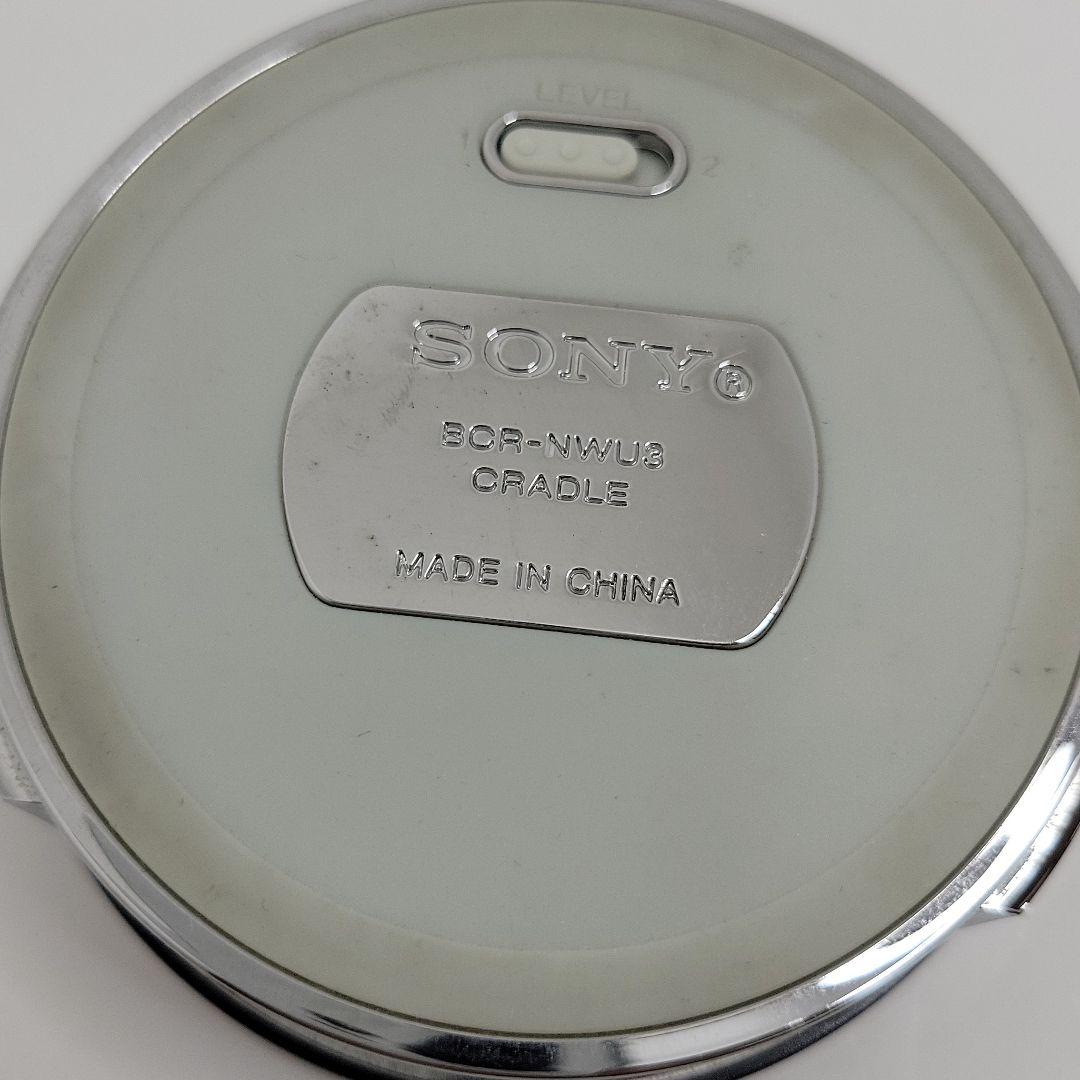 LEVEL
1 2
SONY®
BCR-NWU3
CRADLE
MADE IN CHINA